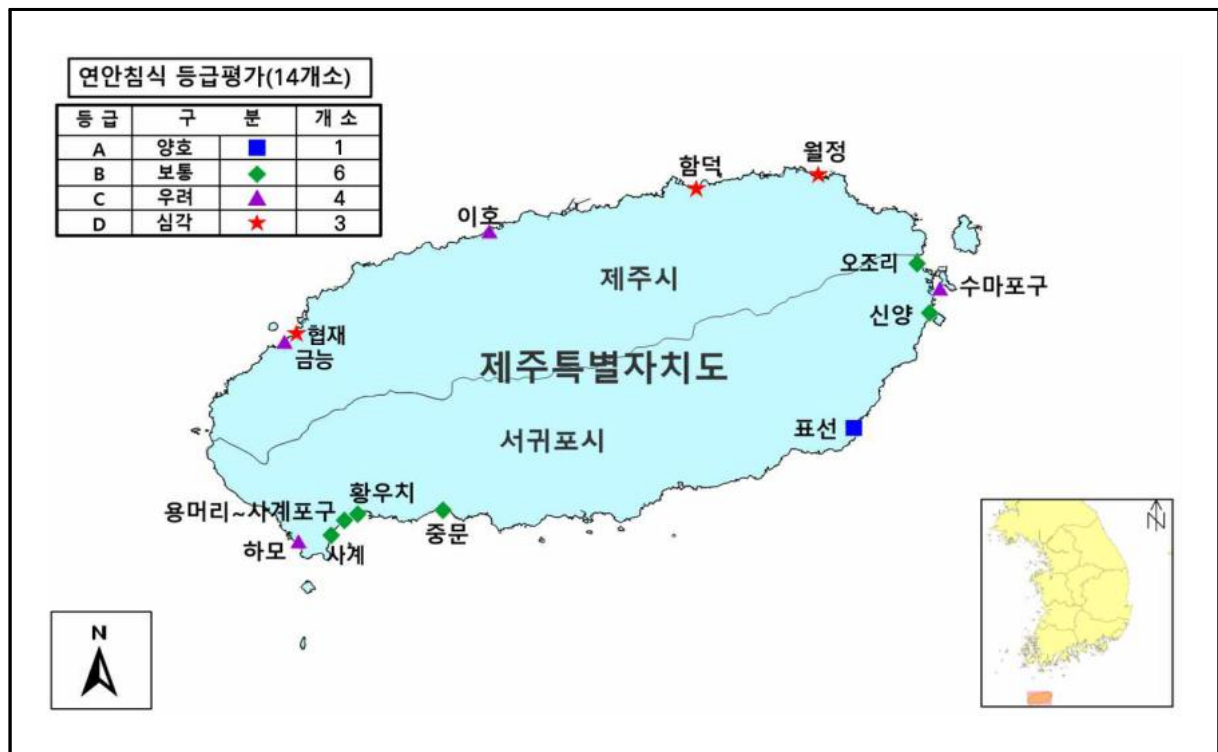 연안침식 등급평가(14개소)
등 급 구 분 개 소
A 양호 1
B 보통 6
C 우려 4
D 심각 3
월정
함덕
이호
오조리
제주시
수마포구
신양
협재
금능
제주특별자치도
표선
서귀포시
황우치
용머리~사계포구
중문
하모
사계
N
N